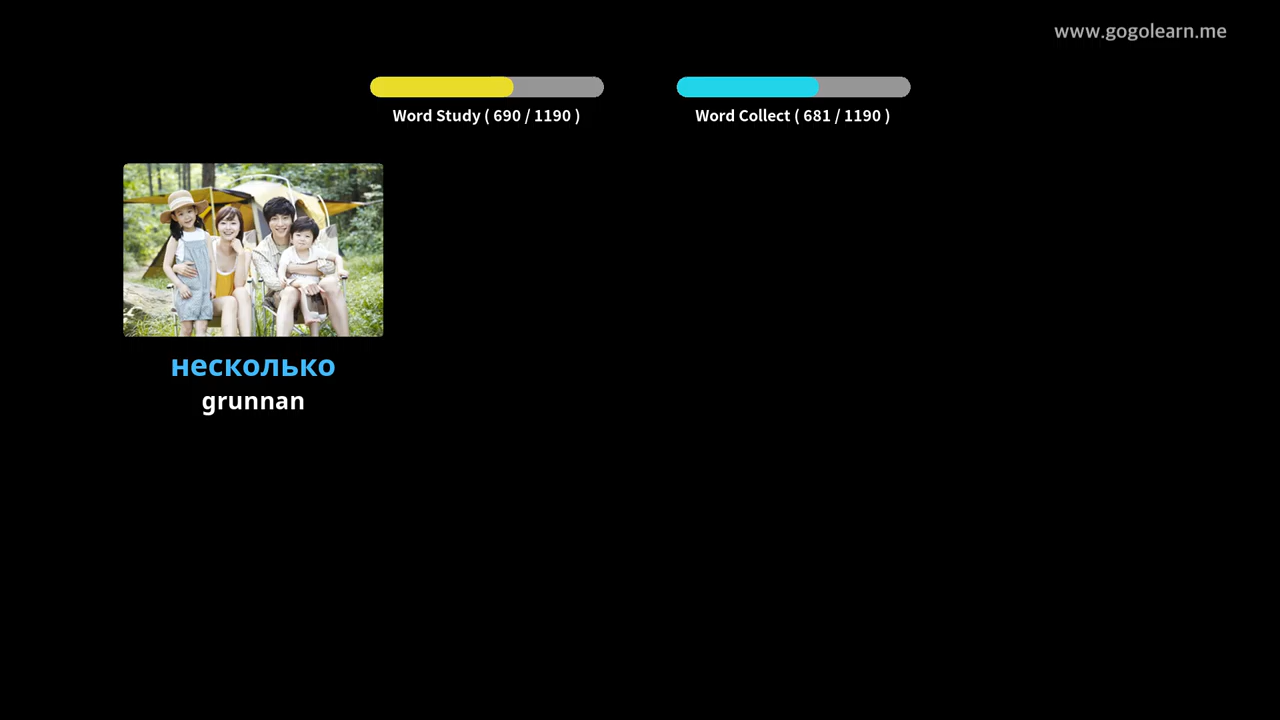 www.gogolearn.me
Word Study ( 690 / 1190 )
Word Collect ( 681 / 1190 )
несколько
grunnan